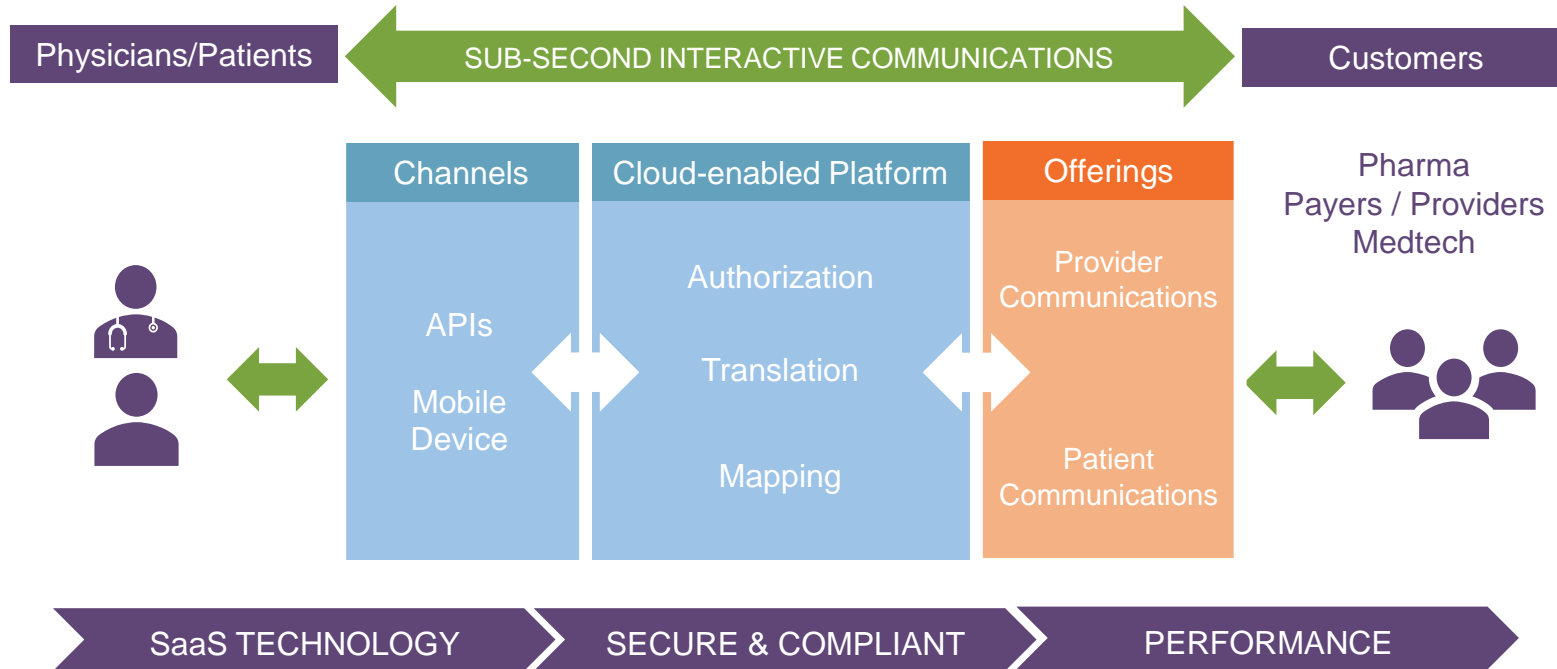 Physicians/Patients
SUB-SECOND INTERACTIVE COMMUNICATIONS
Customers
Channels
APIs
Mobile
Device
Cloud-enabled Platform
Authorization
Translation
Mapping
Offerings
Provider
Communications
Patient
Communications
Pharma
Payers / Providers
Medtech
SaaS TECHNOLOGY
SECURE & COMPLIANT
PERFORMANCE